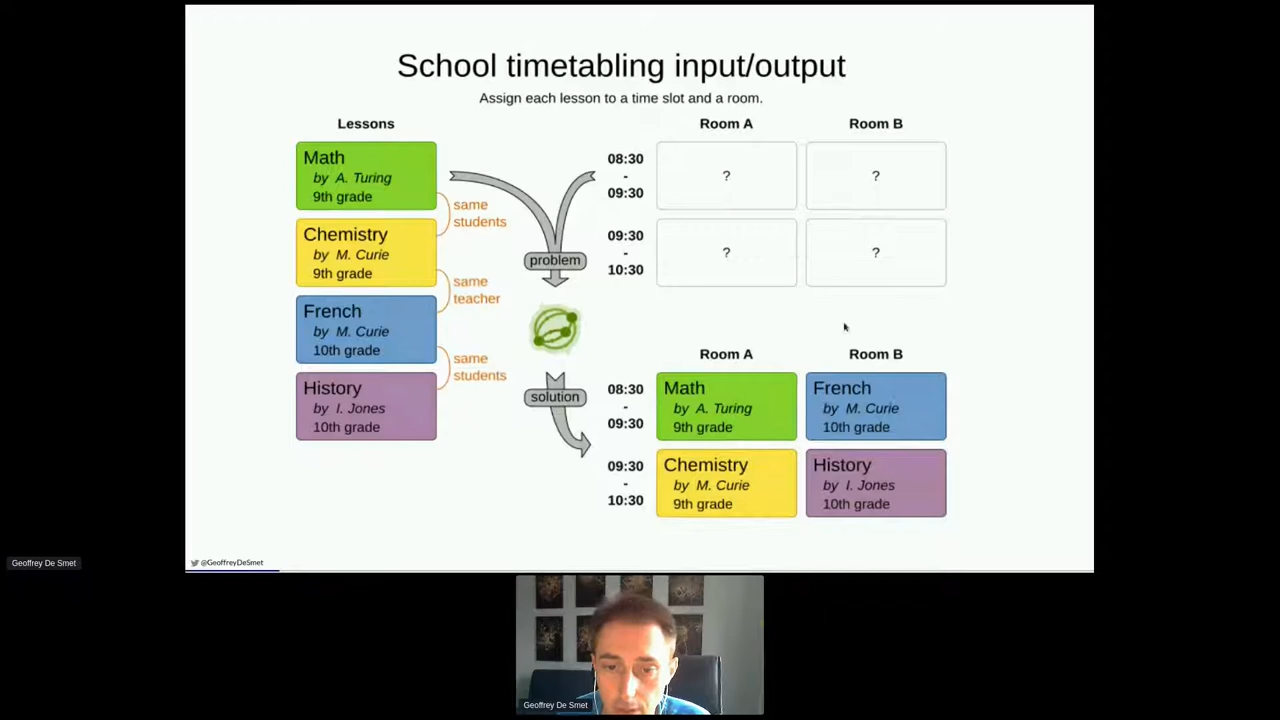 School timetabling input/output
Assign each lesson to a time slot and a room.
Lessons
Math
by A. Turing
9th grade
same
students
Chemistry
by M. Curie
9th grade
same
teacher
French
by M. Curie
10th grade
same
students
History
by I. Jones
10th grade
problem
solution
Room A
Room B
08:30
-
09:30
?
?
09:30
-
10:30
?
?
Room A
Room B
08:30
-
09:30
Math
by A. Turing
9th grade
French
by M. Curie
10th grade
09:30
-
10:30
Chemistry
by M. Curie
9th grade
History
by I. Jones
10th grade
@GeoffreyDeSmet
Geoffrey De Smet
Geoffrey De Smet